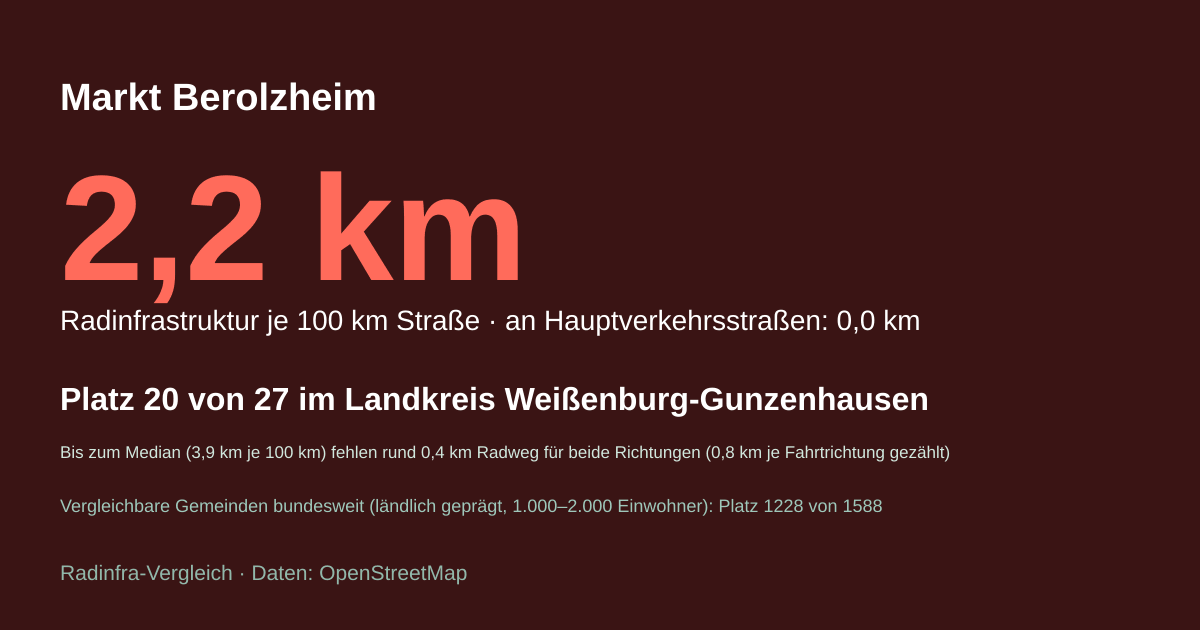 Markt Berolzheim
2,2 km
Radinfrastruktur je 100 km Straße · an Hauptverkehrsstraßen: 0,0 km
Platz 20 von 27 im Landkreis Weißenburg-Gunzenhausen
Bis zum Median (3,9 km je 100 km) fehlen rund 0,4 km Radweg für beide Richtungen (0,8 km je Fahrtrichtung gezählt)
Vergleichbare Gemeinden bundesweit (ländlich geprägt, 1.000–2.000 Einwohner): Platz 1228 von 1588
Radinfra-Vergleich · Daten: OpenStreetMap